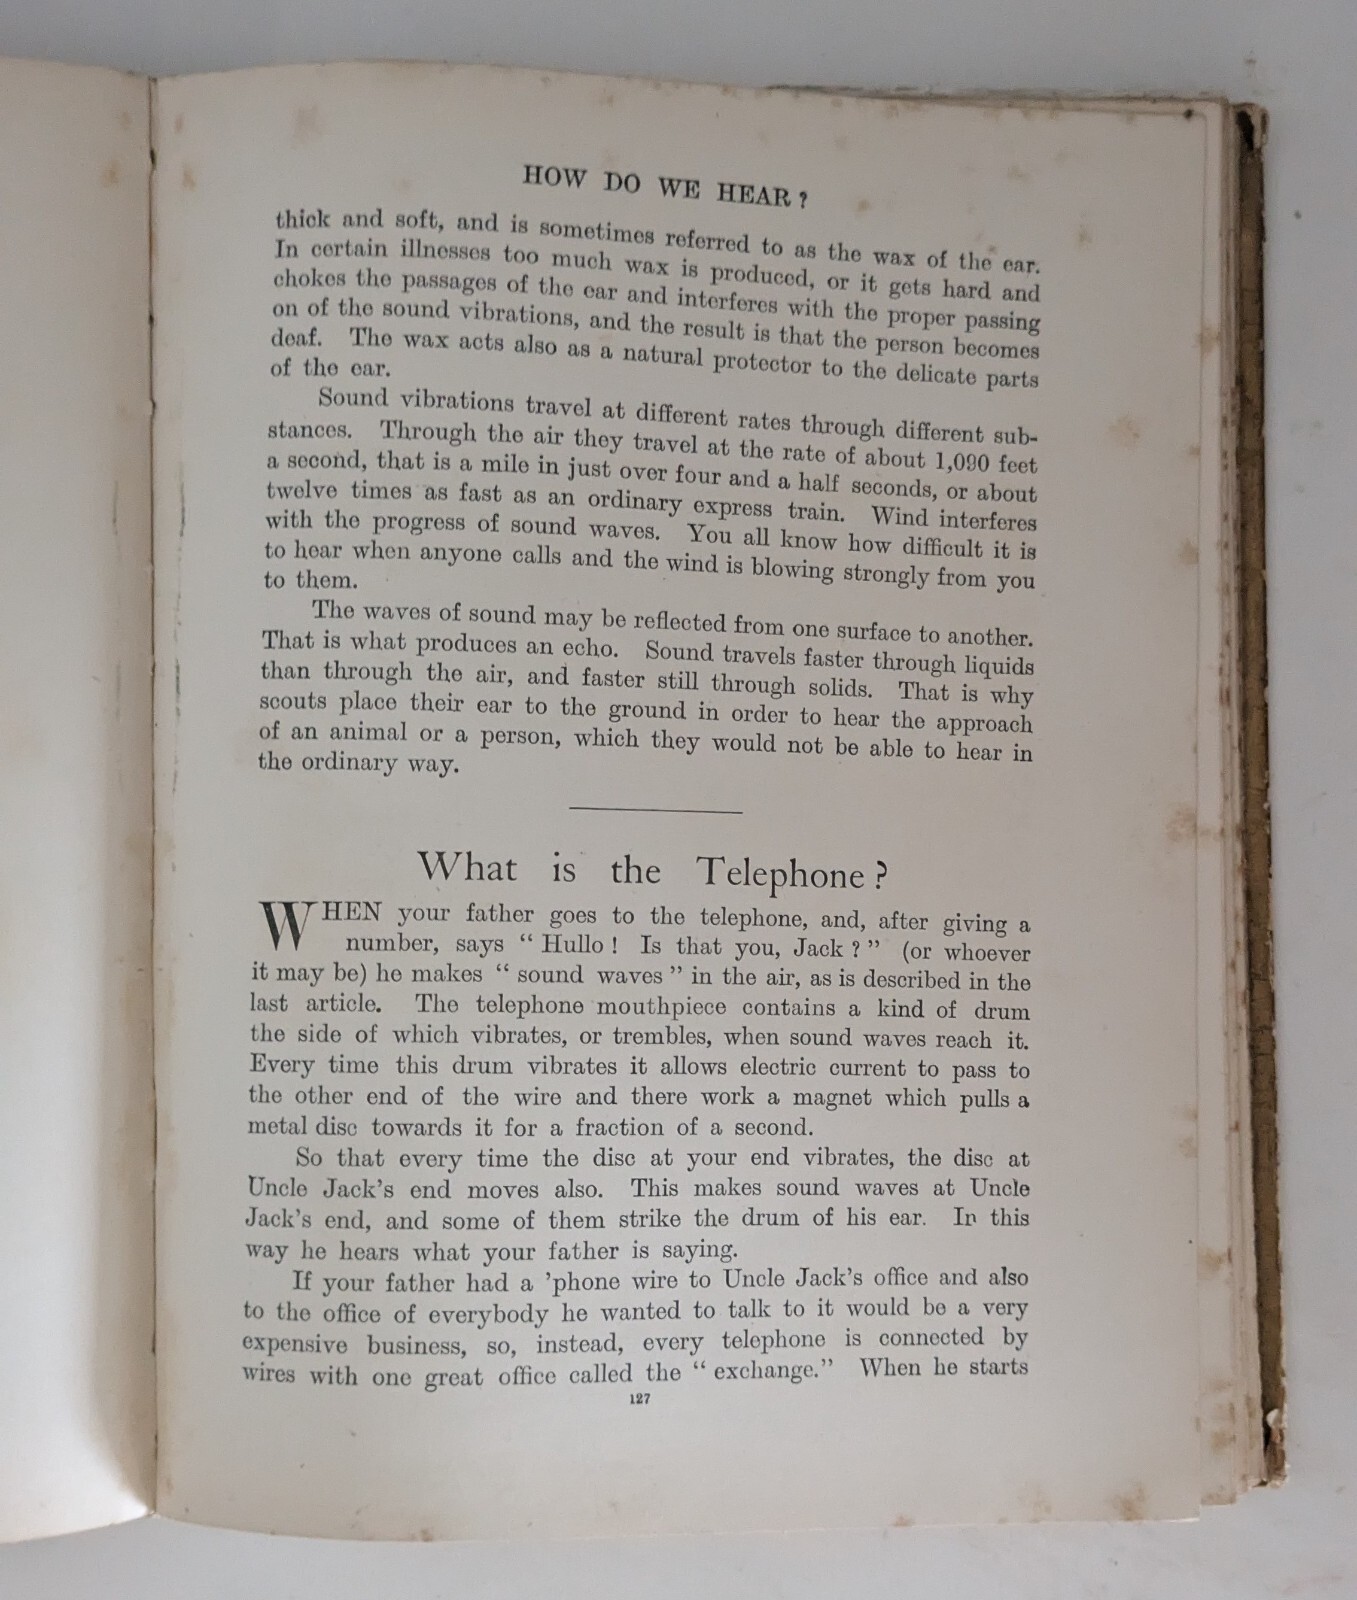 HOW DO WE HEAR?
thick and soft, and is sometimes referred to as the wax of the ear.
In certain illnesses too much wax is produced, or it gets hard and
chokes the passages of the ear and interferes with the proper passing
on of the sound vibrations, and the result is that the person becomes
deaf. The wax acts also as a natural protector to the delicate parts
of the ear.
Sound vibrations travel at different rates through different sub-
stances. Through the air they travel at the rate of about 1,090 feet
a second, that is a mile in just over four and a half seconds, or about
twelve times as fast as an ordinary express train. Wind interferes
with the progress of sound waves. You all know how difficult it is
to hear when anyone calls and the wind is blowing strongly from you
to them.
The waves of sound may be reflected from one surface to another.
That is what produces an echo. Sound travels faster through liquids
than through the air, and faster still through solids. That is why
scouts place their ear to the ground in order to hear the approach
of an animal or a person, which they would not be able to hear in
the ordinary way.
What is the Telephone?
WHEN your father goes to the telephone, and, after giving a
number, says “ Hullo! Is that you, Jack?” (or whoever
it may be) he makes “ sound waves ” in the air, as is described in the
last article. The telephone mouthpiece contains a kind of drum
the side of which vibrates, or trembles, when sound waves reach it.
Every time this drum vibrates it allows electric current to pass to
the other end of the wire and there work a magnet which pulls a
metal disc towards it for a fraction of a second.
So that every time the disc at your end vibrates, the disc at
Uncle Jack's end moves also. This makes sound waves at Uncle
Jack's end, and some of them strike the drum of his ear. In this
way he hears what your father is saying.
If your father had a 'phone wire to Uncle Jack's office and also
to the office of everybody he wanted to talk to it would be a very
expensive business, so, instead, every telephone is connected by
wires with one great office called the “ exchange.” When he starts
127